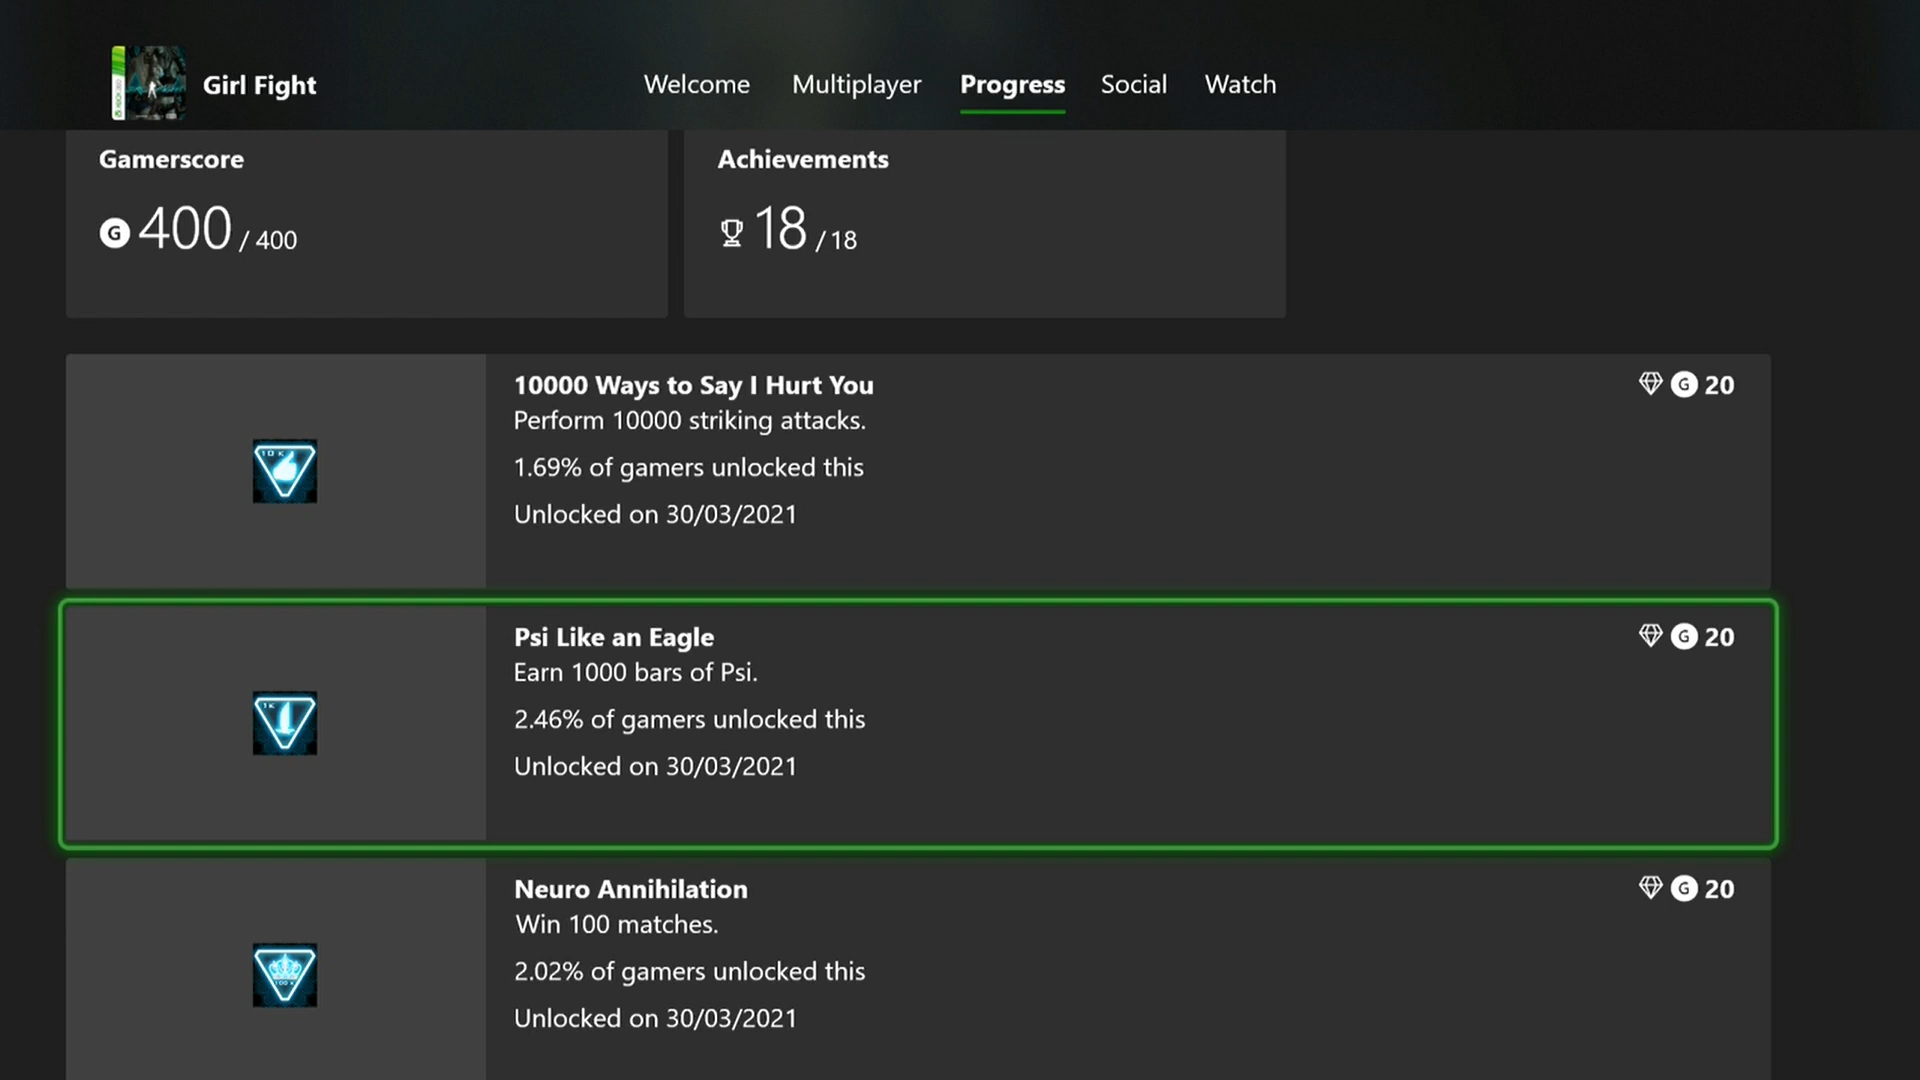 Girl Fight
Welcome Multiplayer Progress Social Watch
Gamerscore
G 400 / 400
Achievements
18 / 18
10000 Ways to Say I Hurt You
G 20
Perform 10000 striking attacks.
1.69% of gamers unlocked this
Unlocked on 30/03/2021
10 K
Psi Like an Eagle
G 20
Earn 1000 bars of Psi.
2.46% of gamers unlocked this
Unlocked on 30/03/2021
1K
Neuro Annihilation
G 20
Win 100 matches.
2.02% of gamers unlocked this
Unlocked on 30/03/2021
100 x